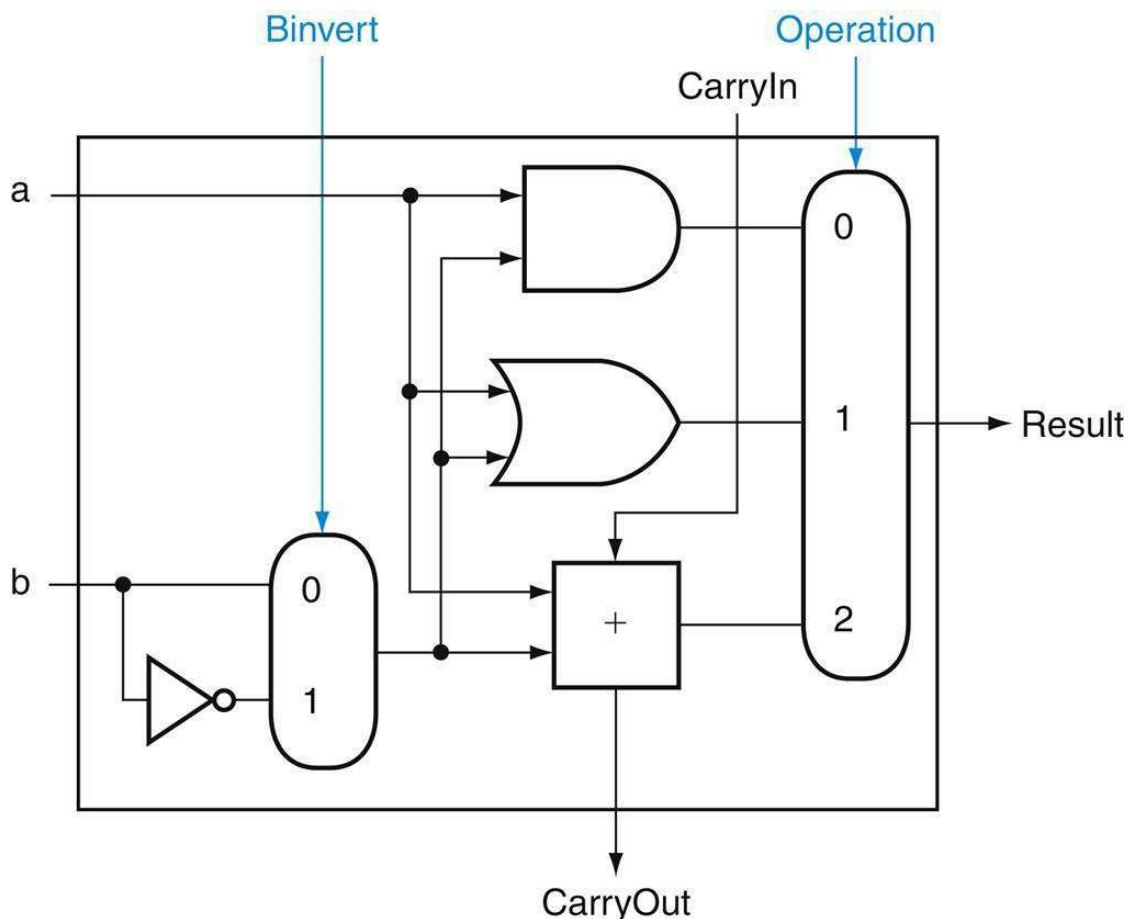 Binvert
Operation
CarryIn
a
0
1
Result
b
0
+
2
1
CarryOut